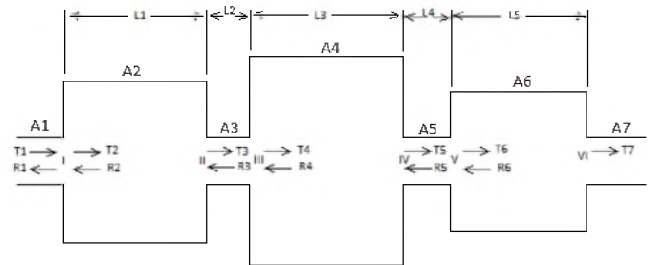 L1 L2 L3 L4 L5
A4
A2 A6
A1 A3 A5 A7
T1 T2 T3 T4 T5 T6 T7
I II III IV V VI
R1 R2 R3 R4 R5 R6